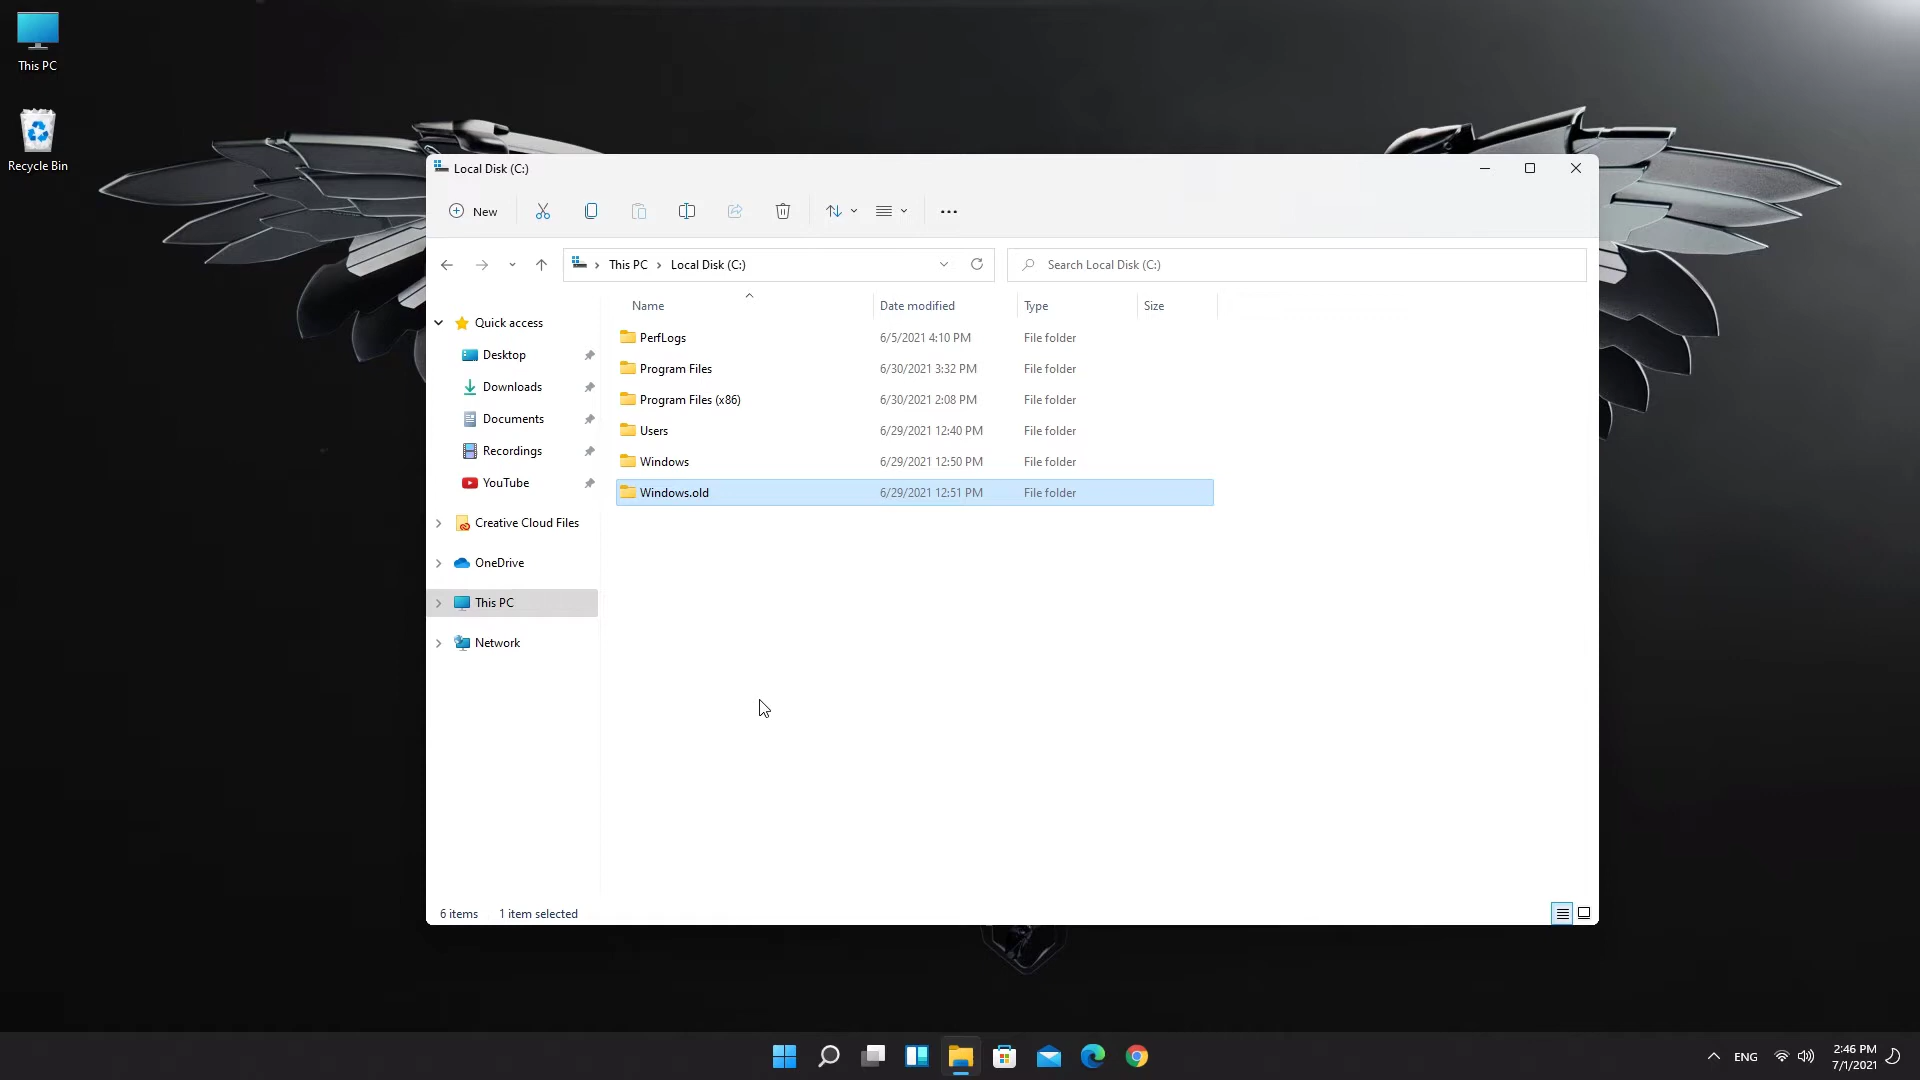 This PC
Recycle Bin
Local Disk (C:)
New
This PC
Local Disk (C:)
Search Local Disk (C:)
Name
Date modified
Type
Size
Quick access
Desktop
Downloads
Documents
Recordings
YouTube
Creative Cloud Files
OneDrive
This PC
Network
PerfLogs 6/5/2021 4:10 PM File folder
Program Files 6/30/2021 3:32 PM File folder
Program Files (x86) 6/30/2021 2:08 PM File folder
Users 6/29/2021 12:40 PM File folder
Windows 6/29/2021 12:50 PM File folder
Windows.old 6/29/2021 12:51 PM File folder
6 items 1 item selected
ENG
2:46 PM
7/1/2021